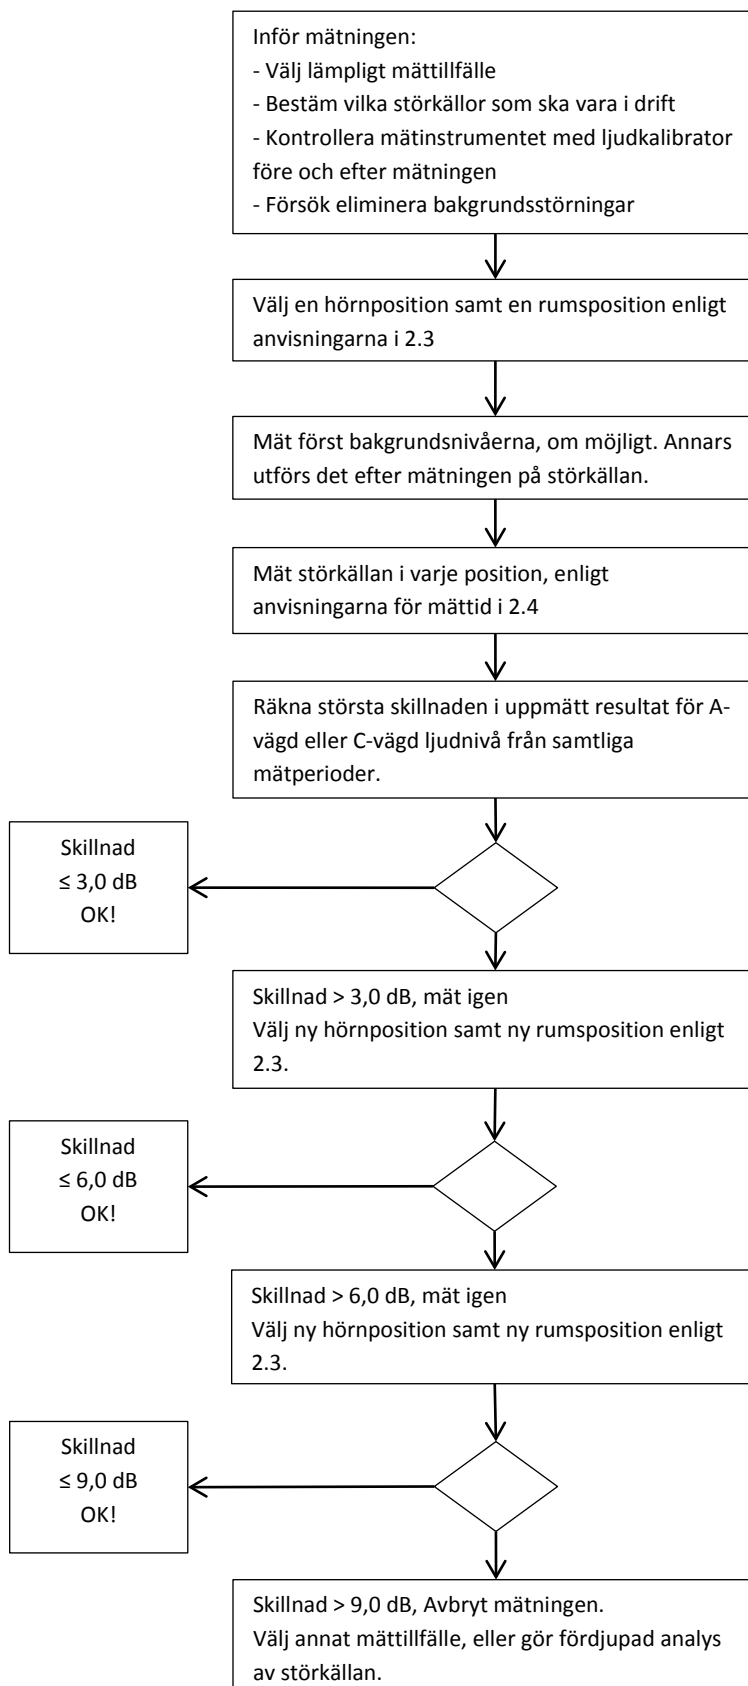 Inför mätningen:
- Välj lämpligt mättillfälle
- Bestäm vilka störkällor som ska vara i drift
- Kontrollera mätinstrumentet med ljudkalibrator
före och efter mätningen
- Försök eliminera bakgrundsstörningar
Välj en hörnposition samt en rumsposition enligt
anvisningarna i 2.3
Mät först bakgrundsnivåerna, om möjligt. Annars
utförs det efter mätningen på störkällan.
Mät störkällan i varje position, enligt
anvisningarna för mättid i 2.4
Räkna största skillnaden i uppmätt resultat för A-
vägd eller C-vägd ljudnivå från samtliga
mätperioder.
Skillnad
≤ 3,0 dB
OK!
Skillnad > 3,0 dB, mät igen
Välj ny hörnposition samt ny rumsposition enligt
2.3.
Skillnad
≤ 6,0 dB
OK!
Skillnad > 6,0 dB, mät igen
Välj ny hörnposition samt ny rumsposition enligt
2.3.
Skillnad
≤ 9,0 dB
OK!
Skillnad > 9,0 dB, Avbryt mätningen.
Välj annat mättillfälle, eller gör fördjupad analys
av störkällan.